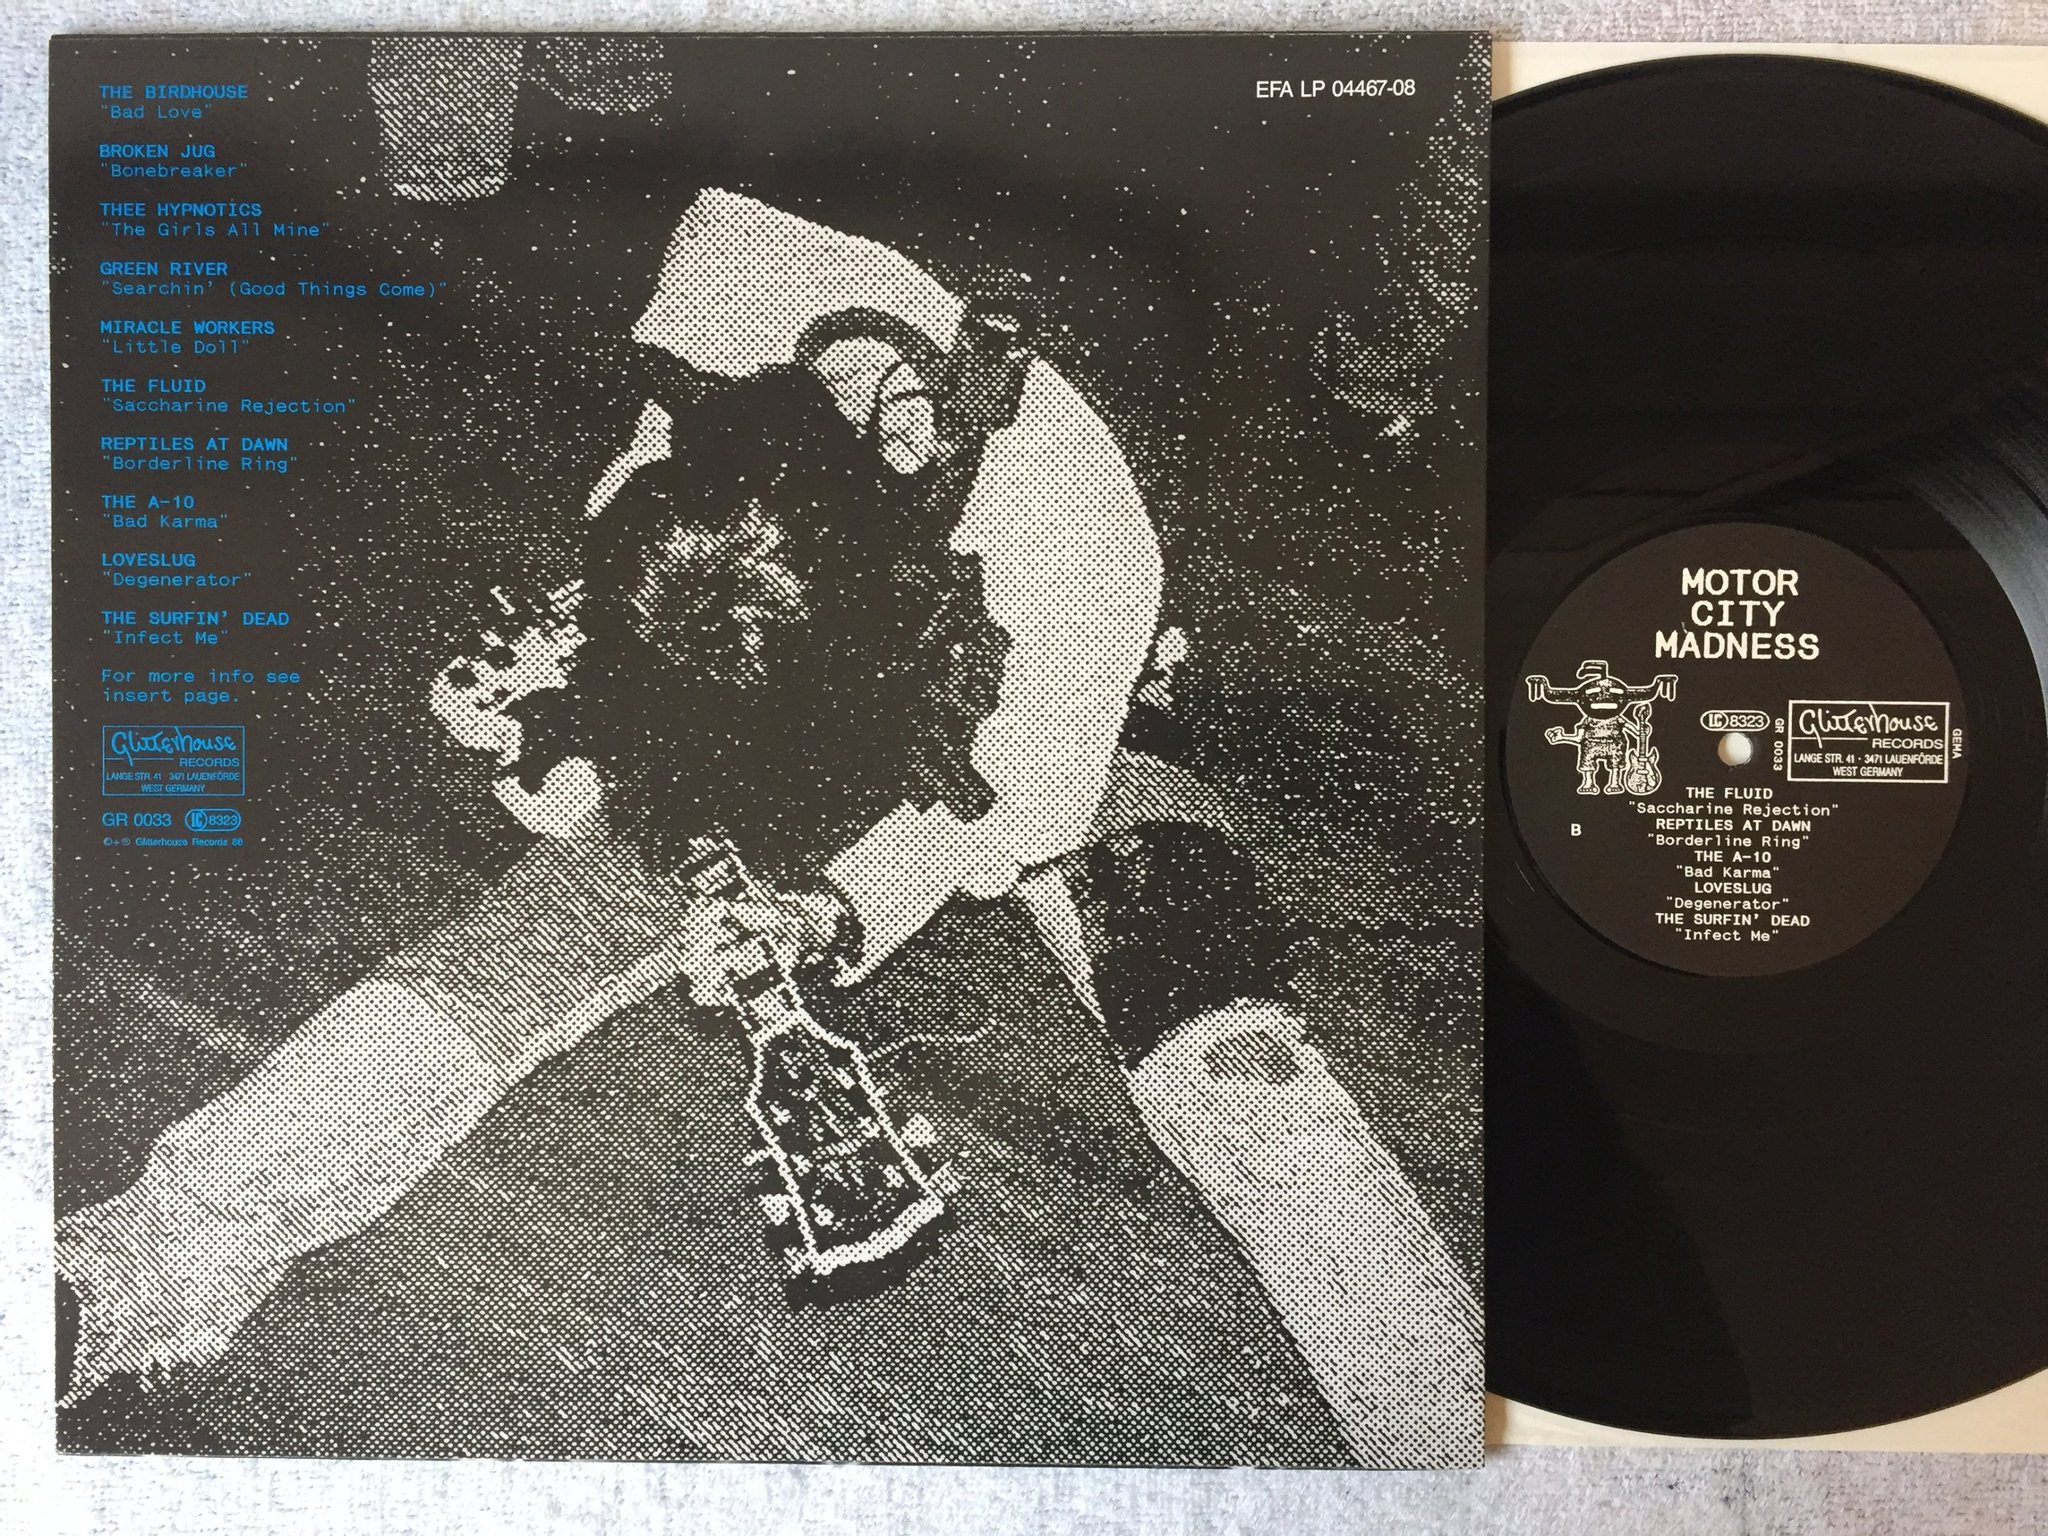 THE BIRDHOUSE
"Bad Love"
BROKEN JUG
"Bonebreaker"
THEE HYPNOTICS
"The Girls All Mine"
GREEN RIVER
"Searchin' (Good Things Come)"
MIRACLE WORKERS
"Little Doll"
THE FLUID
"Saccharine Rejection"
REPTILES AT DAWN
"Borderline Ring"
THE A-10
"Bad Karma"
LOVESLUG
"Degenerator"
THE SURFIN' DEAD
"Infect Me"
For more info see
insert page.
Glitterhouse
RECORDS
LANGE STR. 41 · 3471 LAUENFÖRDE
WEST GERMANY
GR 0033 LC 8323
©+℗ Glitterhouse Records 88
EFA LP 04467-08
MOTOR
CITY
MADNESS
LC 8323
GR 0033
Glitterhouse
RECORDS
LANGE STR. 41 · 3471 LAUENFÖRDE
WEST GERMANY
GEMA
B
THE FLUID
"Saccharine Rejection"
REPTILES AT DAWN
"Borderline Ring"
THE A-10
"Bad Karma"
LOVESLUG
"Degenerator"
THE SURFIN' DEAD
"Infect Me"